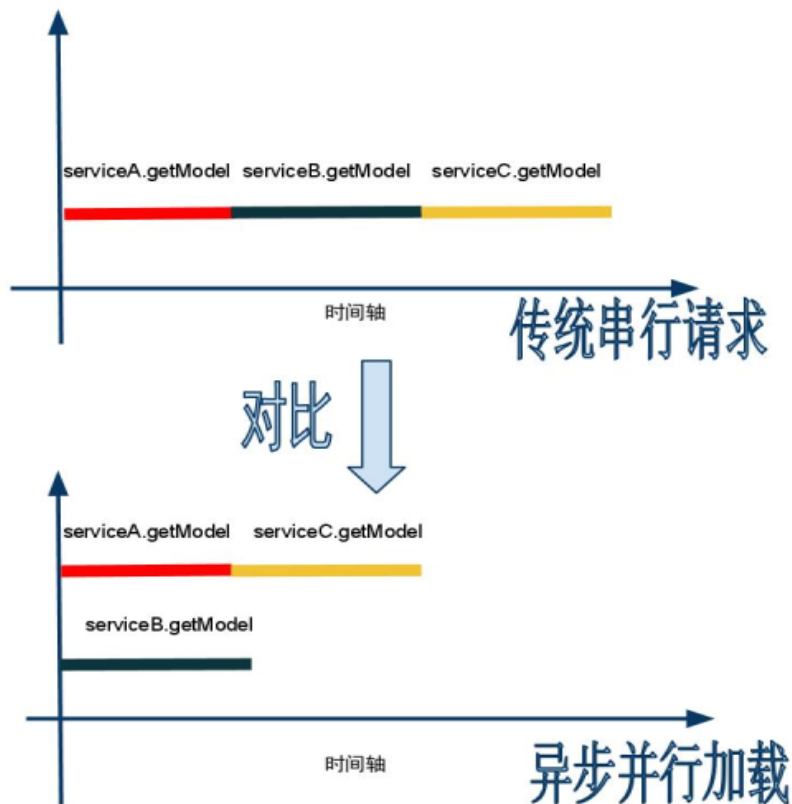 serviceA.getModel serviceB.getModel serviceC.getModel
时间轴
传统串行请求
对比
serviceA.getModel serviceC.getModel
serviceB.getModel
时间轴
异步并行加载